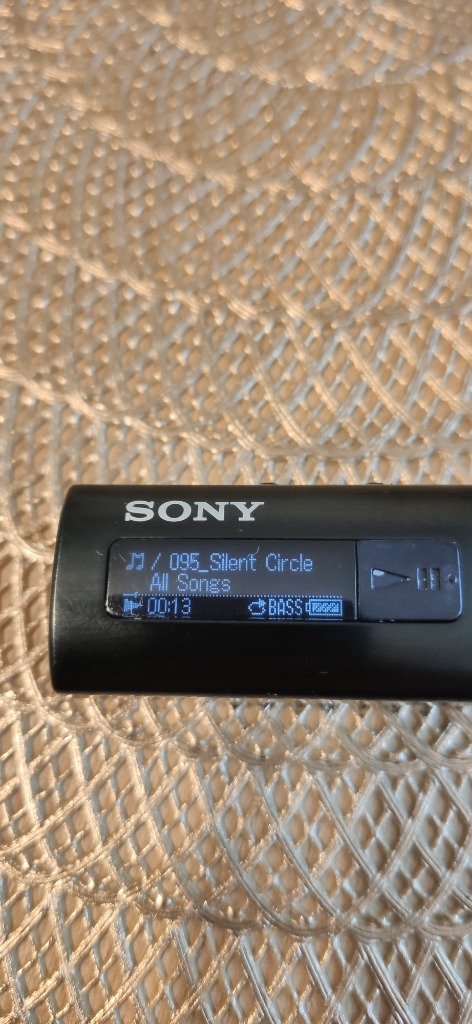 SONY
/ 095_Silent Circle
All Songs
00:13 BASS